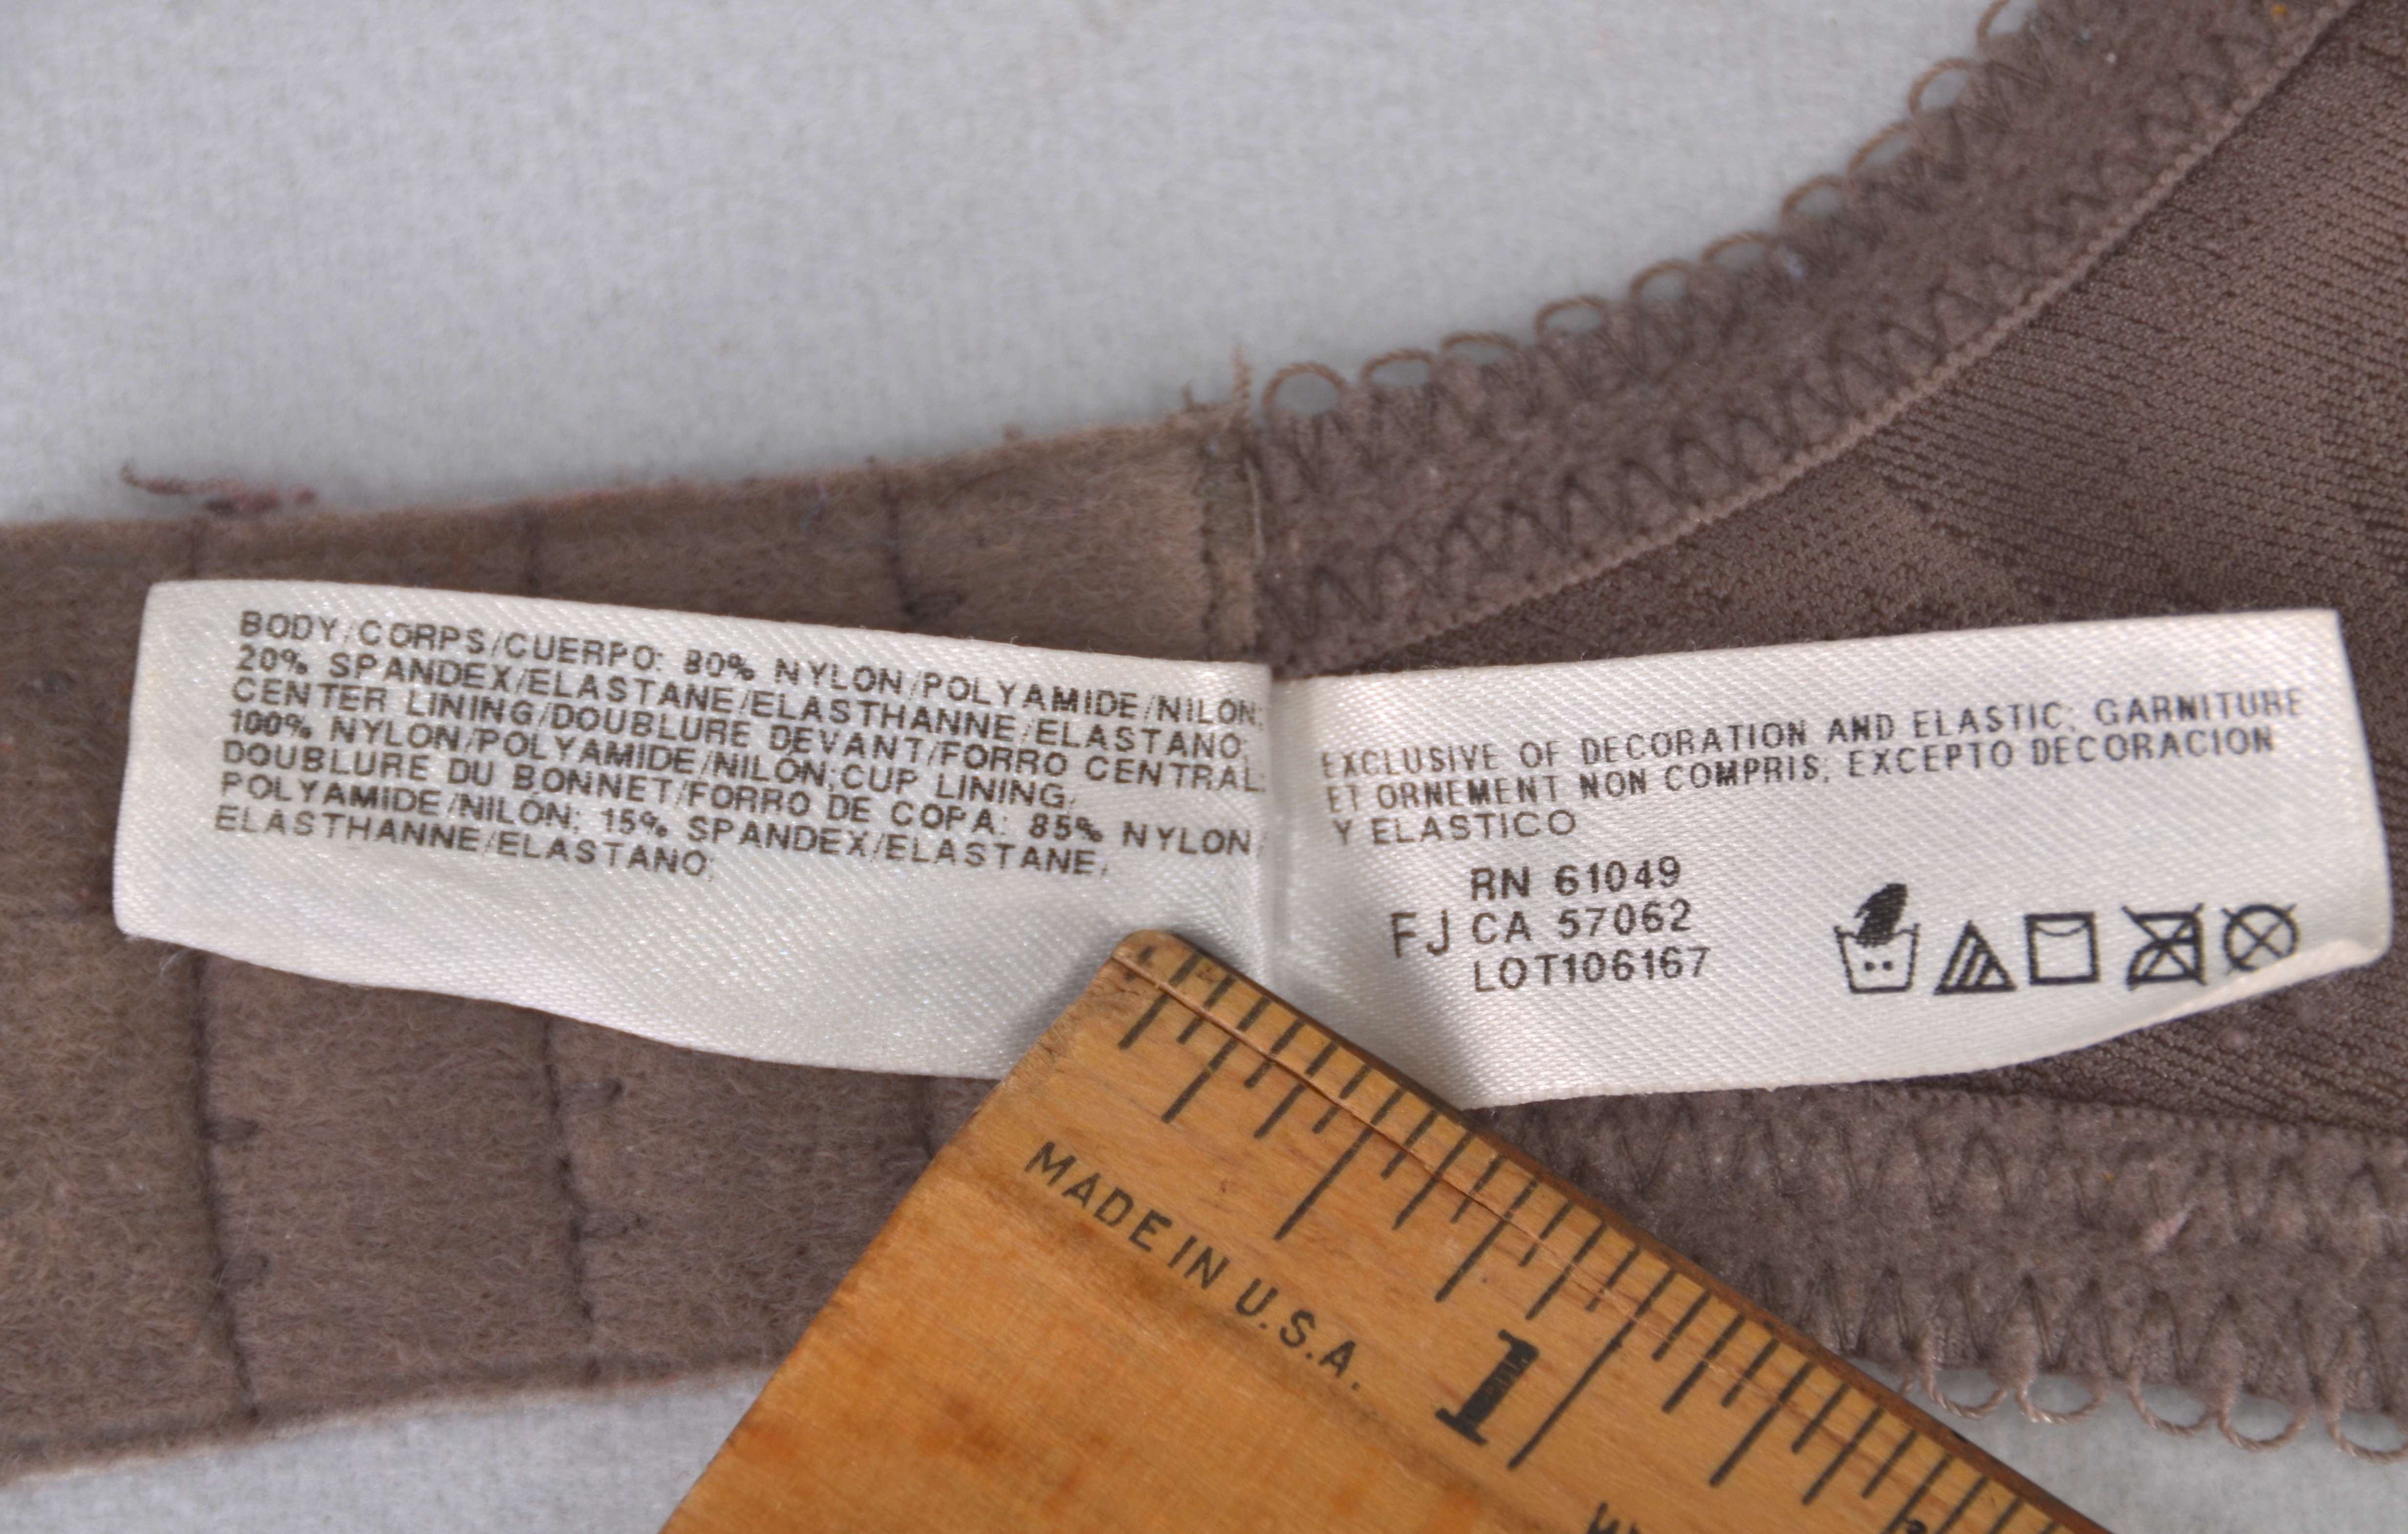 BODY/CORPS/CUERPO: 80% NYLON/POLYAMIDE/NILON;
20% SPANDEX/ELASTANE/ELASTHANNE/ELASTANO;
CENTER LINING/DOUBLURE DEVANT/FORRO CENTRAL:
100% NYLON/POLYAMIDE/NILON;CUP LINING/
DOUBLURE DU BONNET/FORRO DE COPA: 85% NYLON/
POLYAMIDE/NILON; 15% SPANDEX/ELASTANE/
ELASTHANNE/ELASTANO;
EXCLUSIVE OF DECORATION AND ELASTIC; GARNITURE
ET ORNEMENT NON COMPRIS; EXCEPTO DECORACION
Y ELASTICO
RN 61049
FJ CA 57062
LOT106167
MADE IN U.S.A.
1